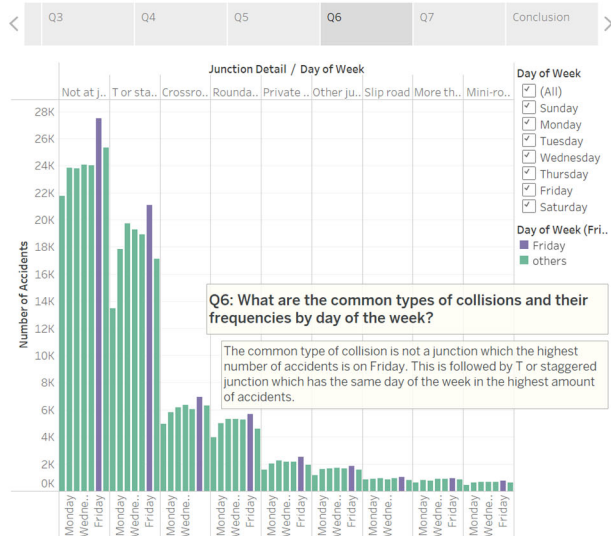 Q3 Q4 Q5 Q6 Q7 Conclusion
Junction Detail / Day of Week
Not at j.. T or sta.. Crossro.. Rounda.. Private .. Other ju.. Slip road More th.. Mini-ro..
28K
26K
24K
22K
20K
18K
16K
14K
12K
10K
8K
6K
4K
2K
0K
Number of Accidents
Monday Wedne.. Friday Monday Wedne.. Friday Monday Wedne.. Friday Monday Wedne.. Friday Monday Wedne.. Friday Monday Wedne.. Friday Monday Wedne.. Friday Monday Wedne.. Friday Monday Wedne.. Friday
Q6: What are the common types of collisions and their
frequencies by day of the week?
The common type of collision is not a junction which the highest
number of accidents is on Friday. This is followed by T or staggered
junction which has the same day of the week in the highest amount
of accidents.
Day of Week
(All)
Sunday
Monday
Tuesday
Wednesday
Thursday
Friday
Saturday
Day of Week (Fri..
Friday
others